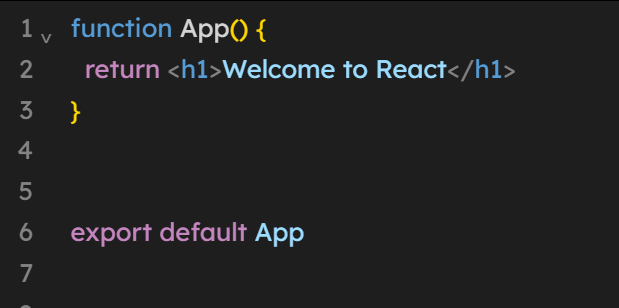 1 function App() {
2 return <h1>Welcome to React</h1>
3 }
4
5
6 export default App
7